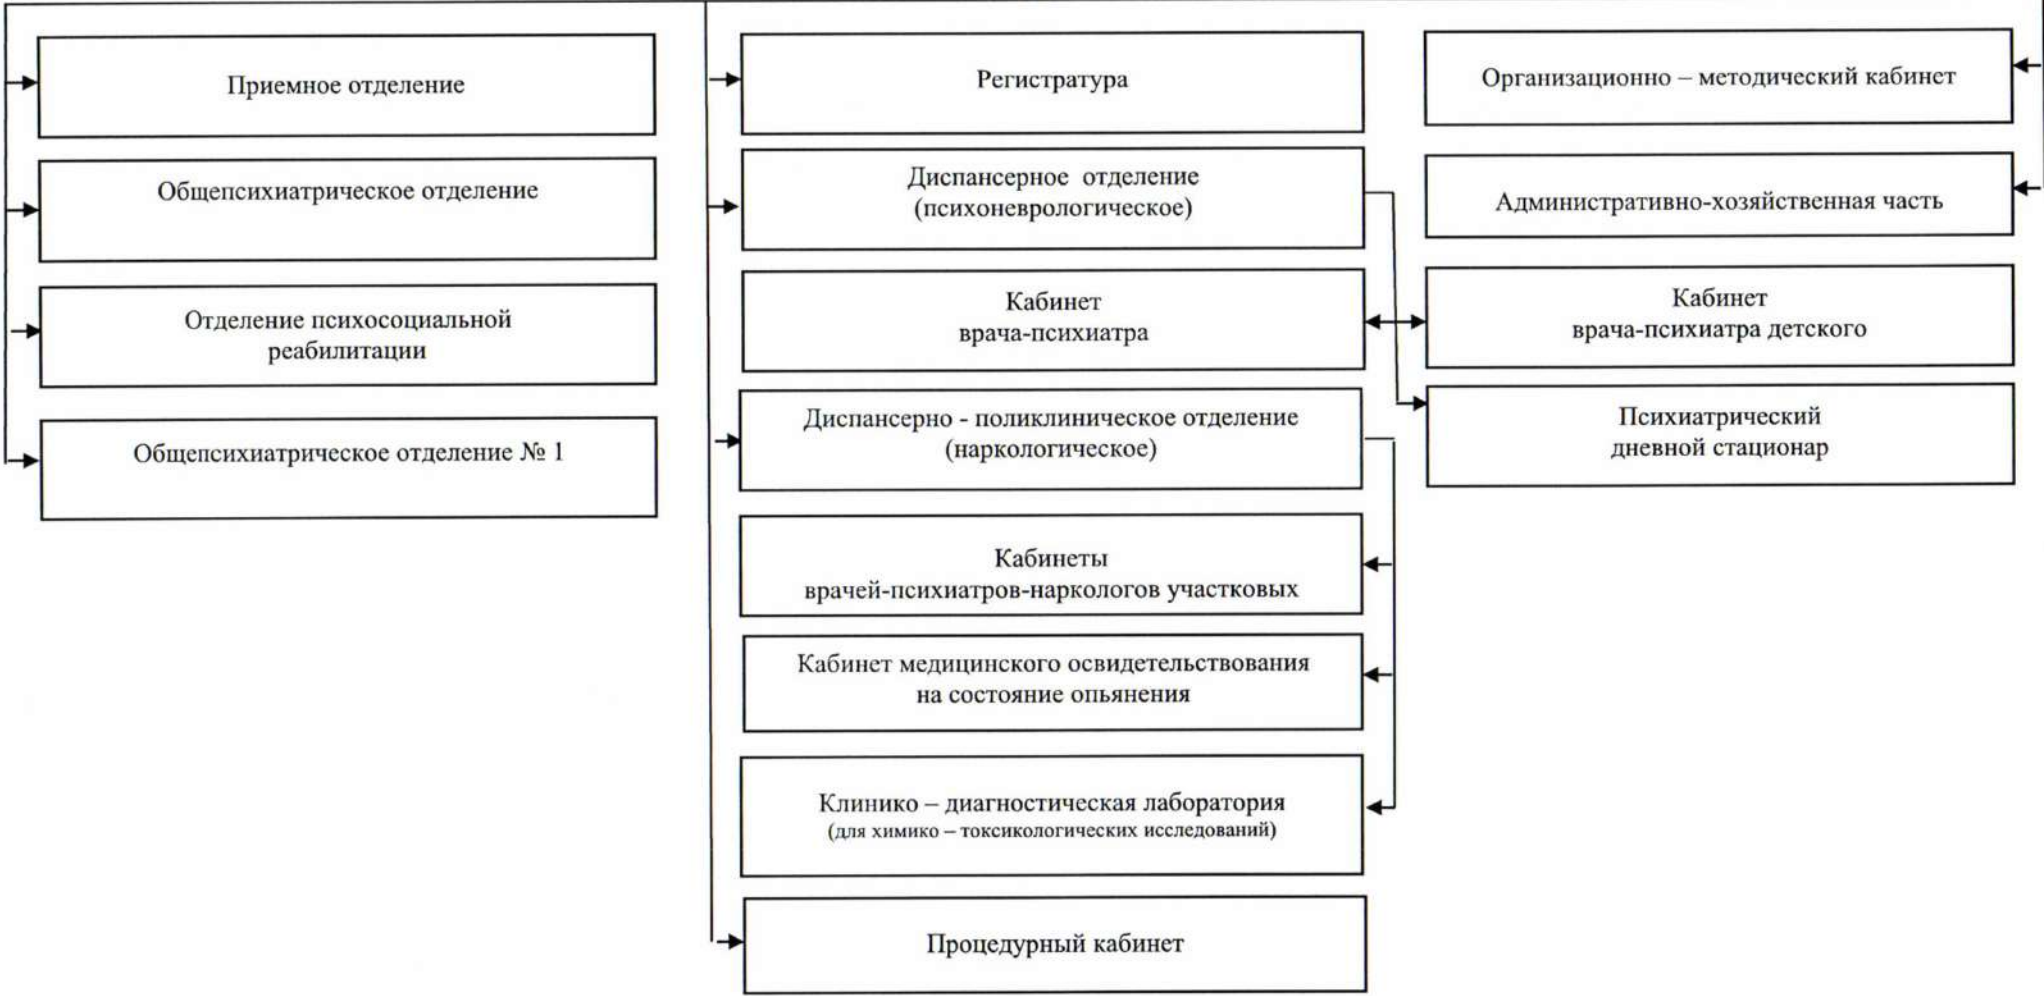 Приемное отделение
Общепсихиатрическое отделение
Отделение психосоциальной
реабилитации
Общепсихиатрическое отделение № 1
Регистратура
Диспансерное отделение
(психоневрологическое)
Кабинет
врача-психиатра
Диспансерно - поликлиническое отделение
(наркологическое)
Кабинеты
врачей-психиатров-наркологов участковых
Кабинет медицинского освидетельствования
на состояние опьянения
Клинико – диагностическая лаборатория
(для химико – токсикологических исследований)
Процедурный кабинет
Организационно – методический кабинет
Административно-хозяйственная часть
Кабинет
врача-психиатра детского
Психиатрический
дневной стационар